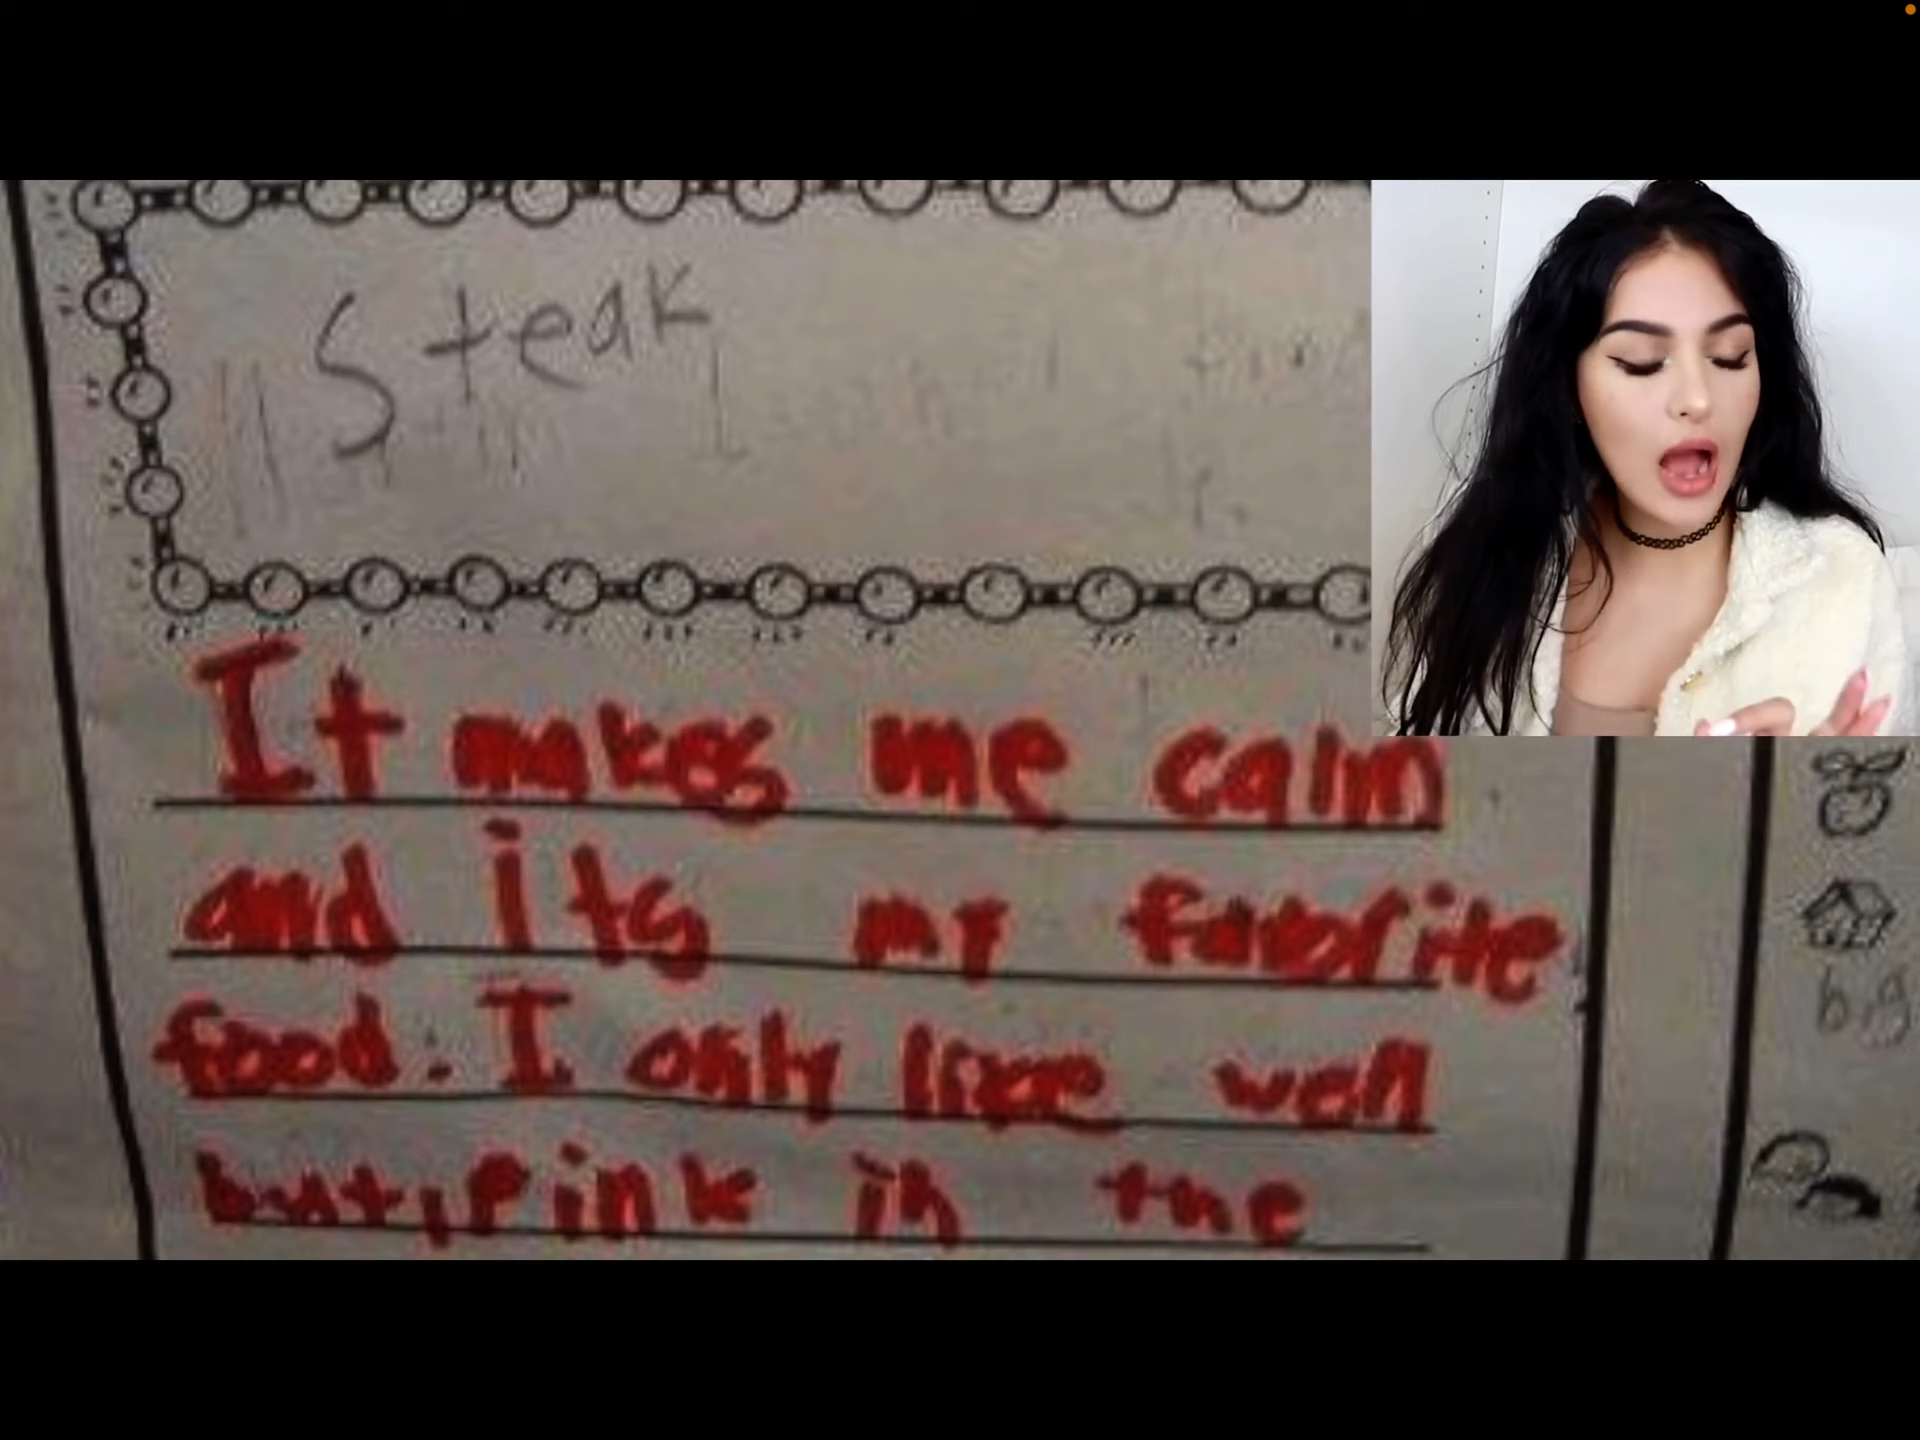 Steak
It makes me calm
and its my favorite
food. I only like well
but, pink in the